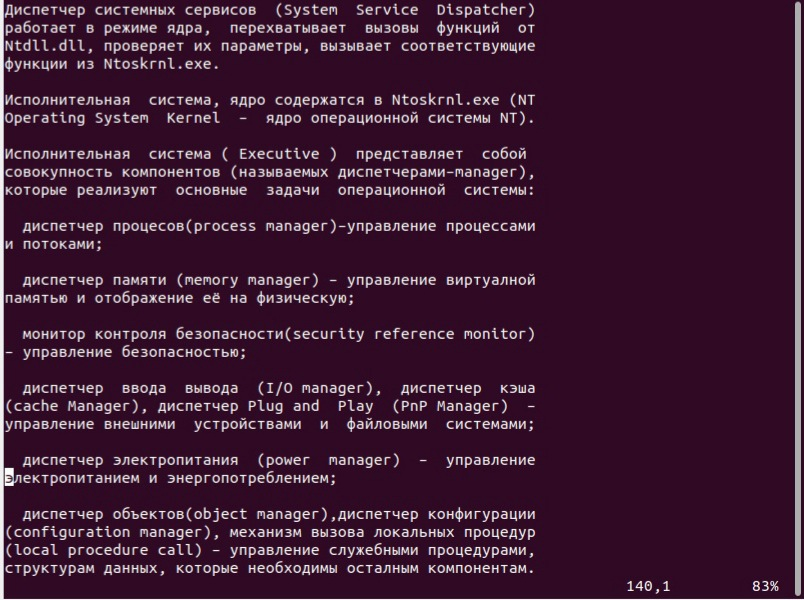 Диспетчер системных сервисов (System Service Dispatcher)
работает в режиме ядра, перехватывает вызовы функций от
Ntdll.dll, проверяет их параметры, вызывает соответствующие
функции из Ntoskrnl.exe.
Исполнительная система, ядро содержатся в Ntoskrnl.exe (NT
Operating System Kernel – ядро операционной системы NT).
Исполнительная система ( Executive ) представляет собой
совокупность компонентов (называемых диспетчерами-manager),
которые реализуют основные задачи операционной системы:
диспетчер процесов(process manager)-управление процессами
и потоками;
диспетчер памяти (memory manager) – управление виртуалной
памятью и отображение её на физическую;
монитор контроля безопасности(security reference monitor)
– управление безопасностью;
диспетчер ввода вывода (I/O manager), диспетчер кэша
(cache Manager), диспетчер Plug and Play (PnP Manager) –
управление внешними устройствами и файловыми системами;
диспетчер электропитания (power manager) – управление
электропитанием и энергопотреблением;
диспетчер объектов(object manager),диспетчер конфигурации
(configuration manager), механизм вызова локальных процедур
(local procedure call) – управление служебными процедурами,
структурам данных, которые необходимы осталным компонентам.
140,1 83%